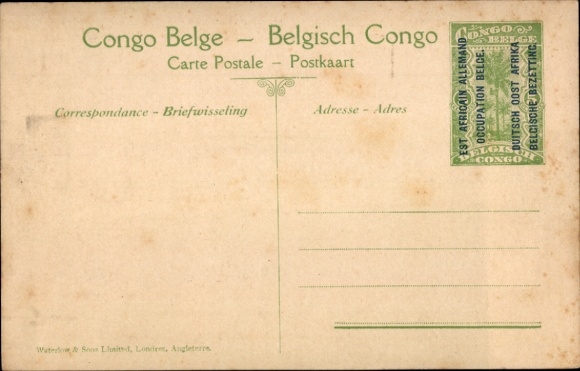 Congo Belge – Belgisch Congo
Carte Postale – Postkaart
Correspondance - Briefwisseling
Adresse - Adres
CONGO
BELGE
EST AFRICAIN ALLEMAND
OCCUPATION BELGE.
DUITSCH OOST AFRIKA
BELGISCHE BEZETTING.
BELGISCH
CONGO
Waterlow & Sons Limited, Londres, Angleterre.